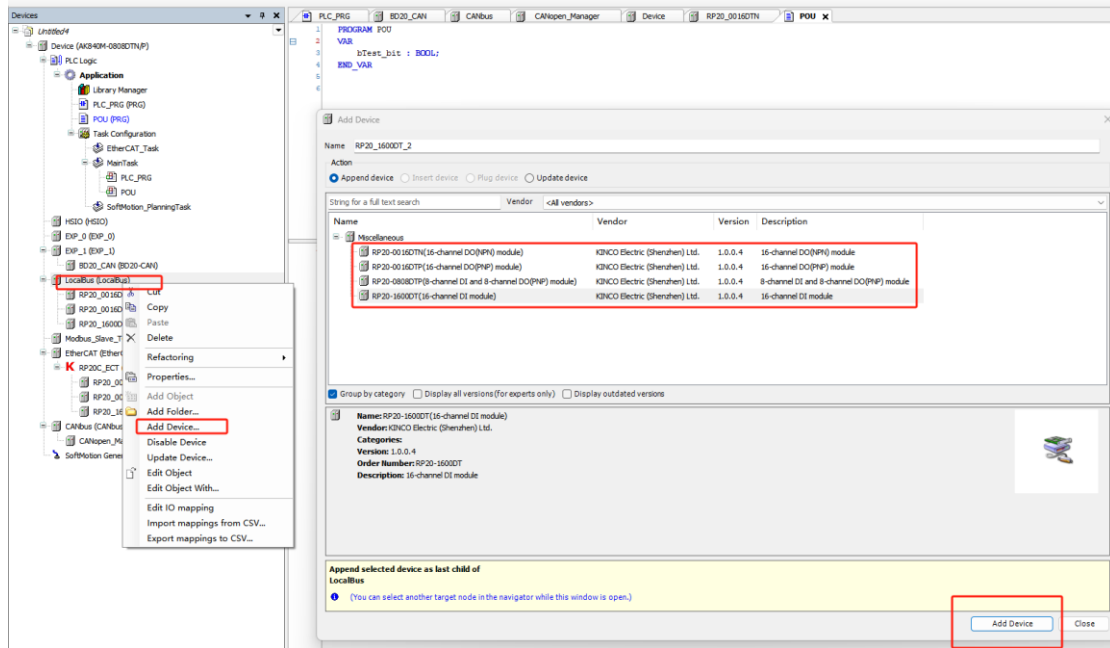 Devices
Untitled4
Device (AK840M-0808DTN/P)
PLC Logic
Application
Library Manager
PLC_PRG (PRG)
POU (PRG)
Task Configuration
EtherCAT_Task
MainTask
PLC_PRG
POU
SoftMotion_PlanningTask
HSIO (HSIO)
EXP_0 (EXP_0)
EXP_1 (EXP_1)
BD20_CAN (BD20-CAN)
LocalBus (LocalBus)
RP20_0016D
RP20_0016D
RP20_1600D
Modbus_Slave_T
EtherCAT (Ether
RP20C_ECT
RP20_00
RP20_00
RP20_16
CANbus (CANbus
CANopen_Ma
SoftMotion Gener
Cut
Copy
Paste
Delete
Refactoring
Properties...
Add Object
Add Folder...
Add Device...
Disable Device
Update Device...
Edit Object
Edit Object With...
Edit IO mapping
Import mappings from CSV...
Export mappings to CSV...
PLC_PRG BD20_CAN CANbus CANopen_Manager Device RP20_0016DTN POU
1 PROGRAM POU
2 VAR
3 bTest_bit : BOOL;
4 END_VAR
5
6
Add Device
Name RP20_1600DT_2
Action
Append device Insert device Plug device Update device
String for a full text search Vendor <All vendors>
Name Vendor Version Description
Miscellaneous
RP20-0016DTN(16-channel DO(NPN) module) KINCO Electric (Shenzhen) Ltd. 1.0.0.4 16-channel DO(NPN) module
RP20-0016DTP(16-channel DO(PNP) module) KINCO Electric (Shenzhen) Ltd. 1.0.0.4 16-channel DO(PNP) module
RP20-0808DTP(8-channel DI and 8-channel DO(PNP) module) KINCO Electric (Shenzhen) Ltd. 1.0.0.4 8-channel DI and 8-channel DO(PNP) module
RP20-1600DT(16-channel DI module) KINCO Electric (Shenzhen) Ltd. 1.0.0.4 16-channel DI module
Group by category Display all versions(for experts only) Display outdated versions
Name: RP20-1600DT(16-channel DI module)
Vendor: KINCO Electric (Shenzhen) Ltd.
Categories:
Version: 1.0.0.4
Order Number: RP20-1600DT
Description: 16-channel DI module
Append selected device as last child of
LocalBus
(You can select another target node in the navigator while this window is open.)
Add Device Close